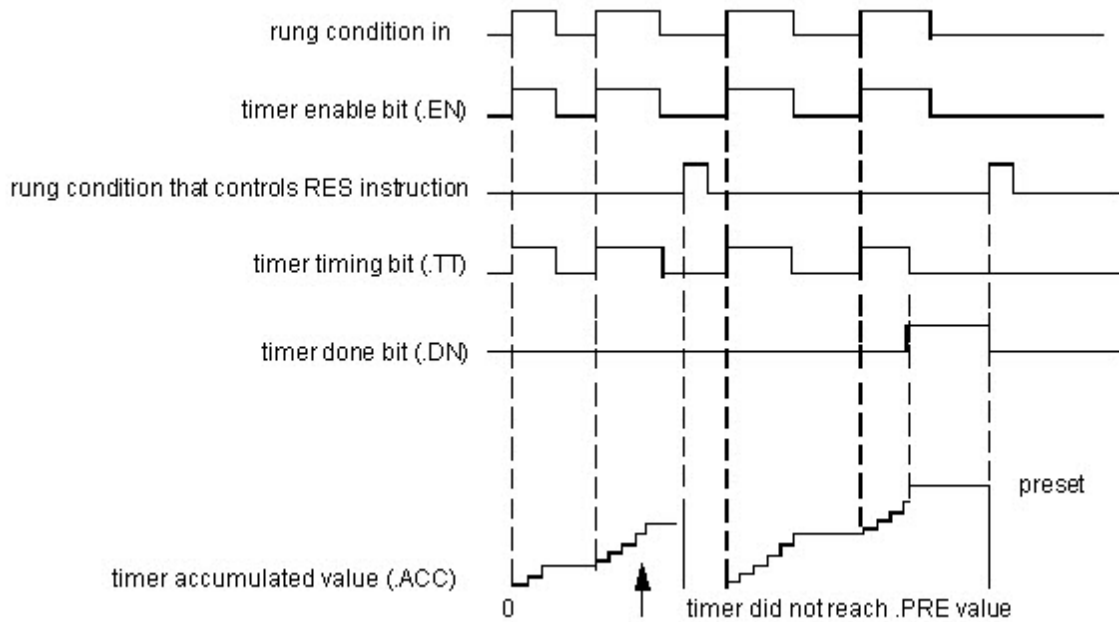 rung condition in
timer enable bit (.EN)
rung condition that controls RES instruction
timer timing bit (.TT)
timer done bit (.DN)
preset
timer accumulated value (.ACC)
0
timer did not reach .PRE value